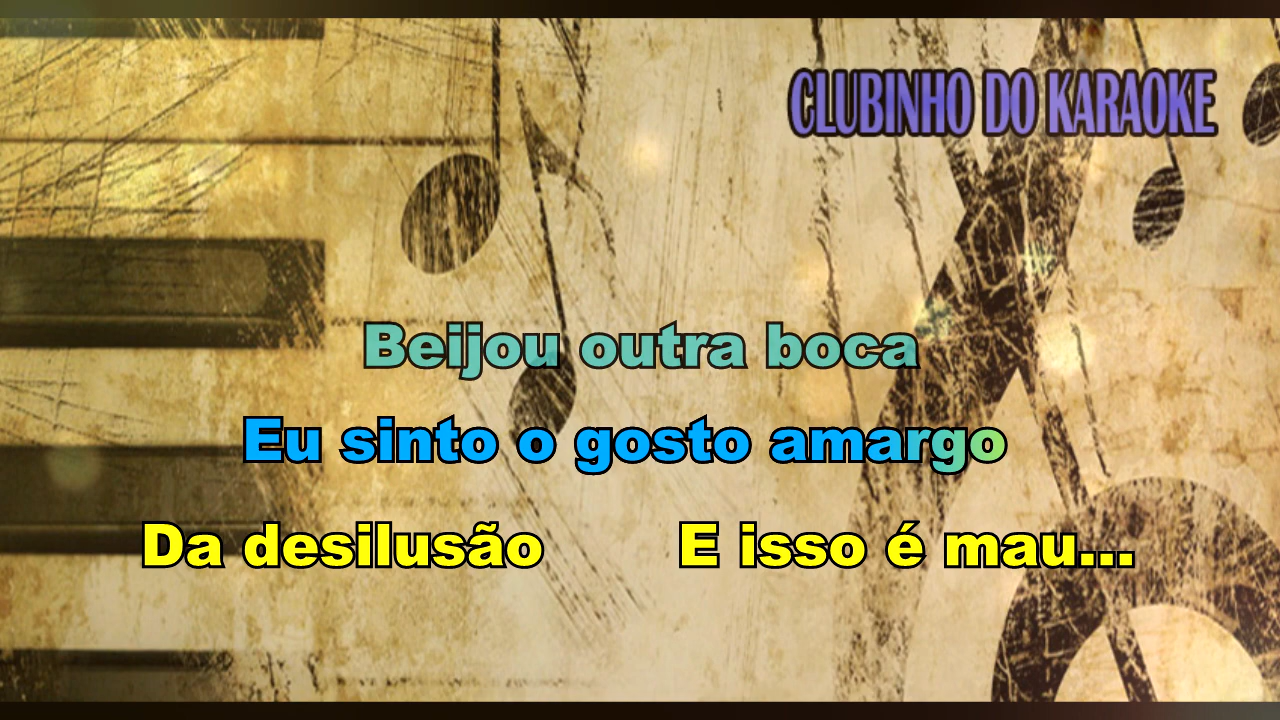 CLUBINHO DO KARAOKE
Beijou outra boca
Eu sinto o gosto amargo
Da desilusão E isso é mau...